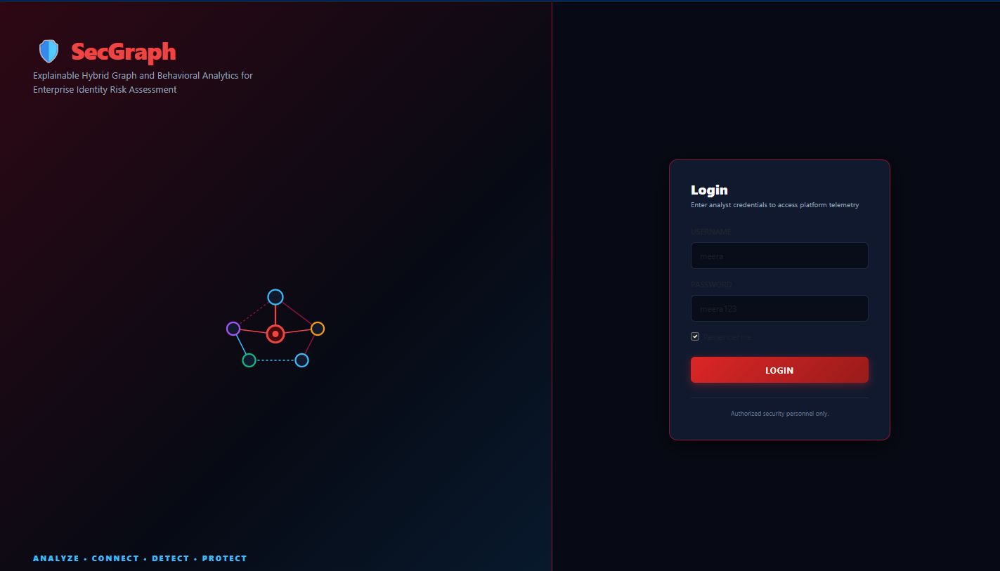 SecGraph
Explainable Hybrid Graph and Behavioral Analytics for
Enterprise Identity Risk Assessment
ANALYZE • CONNECT • DETECT • PROTECT
Login
Enter analyst credentials to access platform telemetry
USERNAME
meera
PASSWORD
meera123
Remember me
LOGIN
Authorized security personnel only.